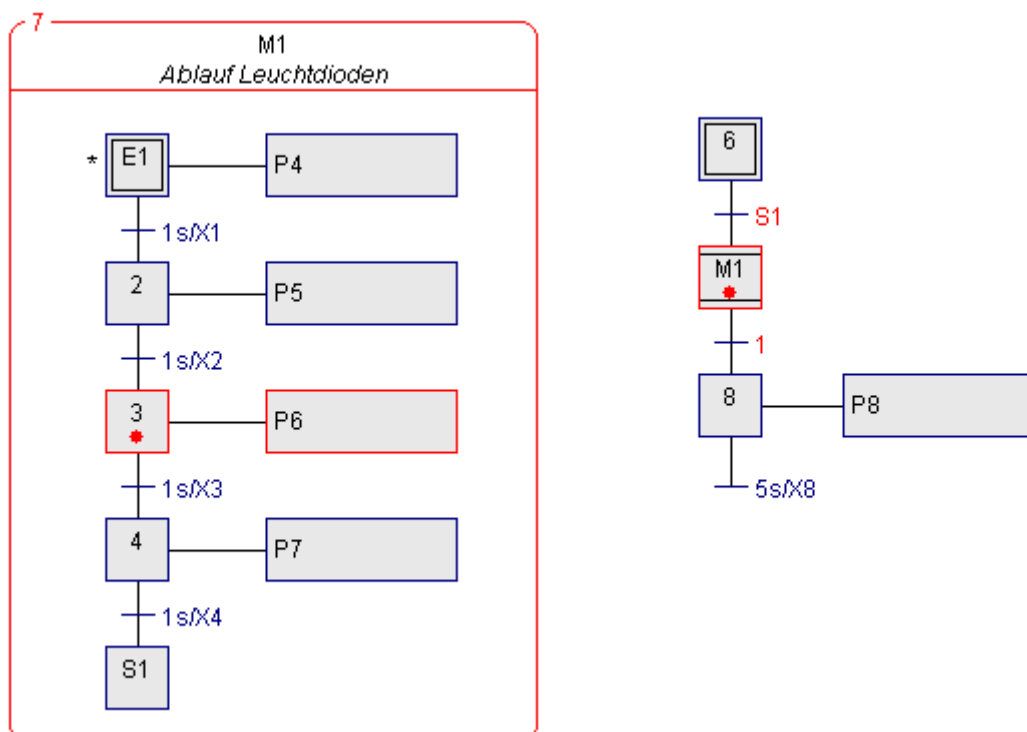 7
M1
Ablauf Leuchtdioden
*
E1
P4
1s/X1
2
P5
1s/X2
3
P6
1s/X3
4
P7
1s/X4
S1
6
S1
M1
1
8
P8
5s/X8